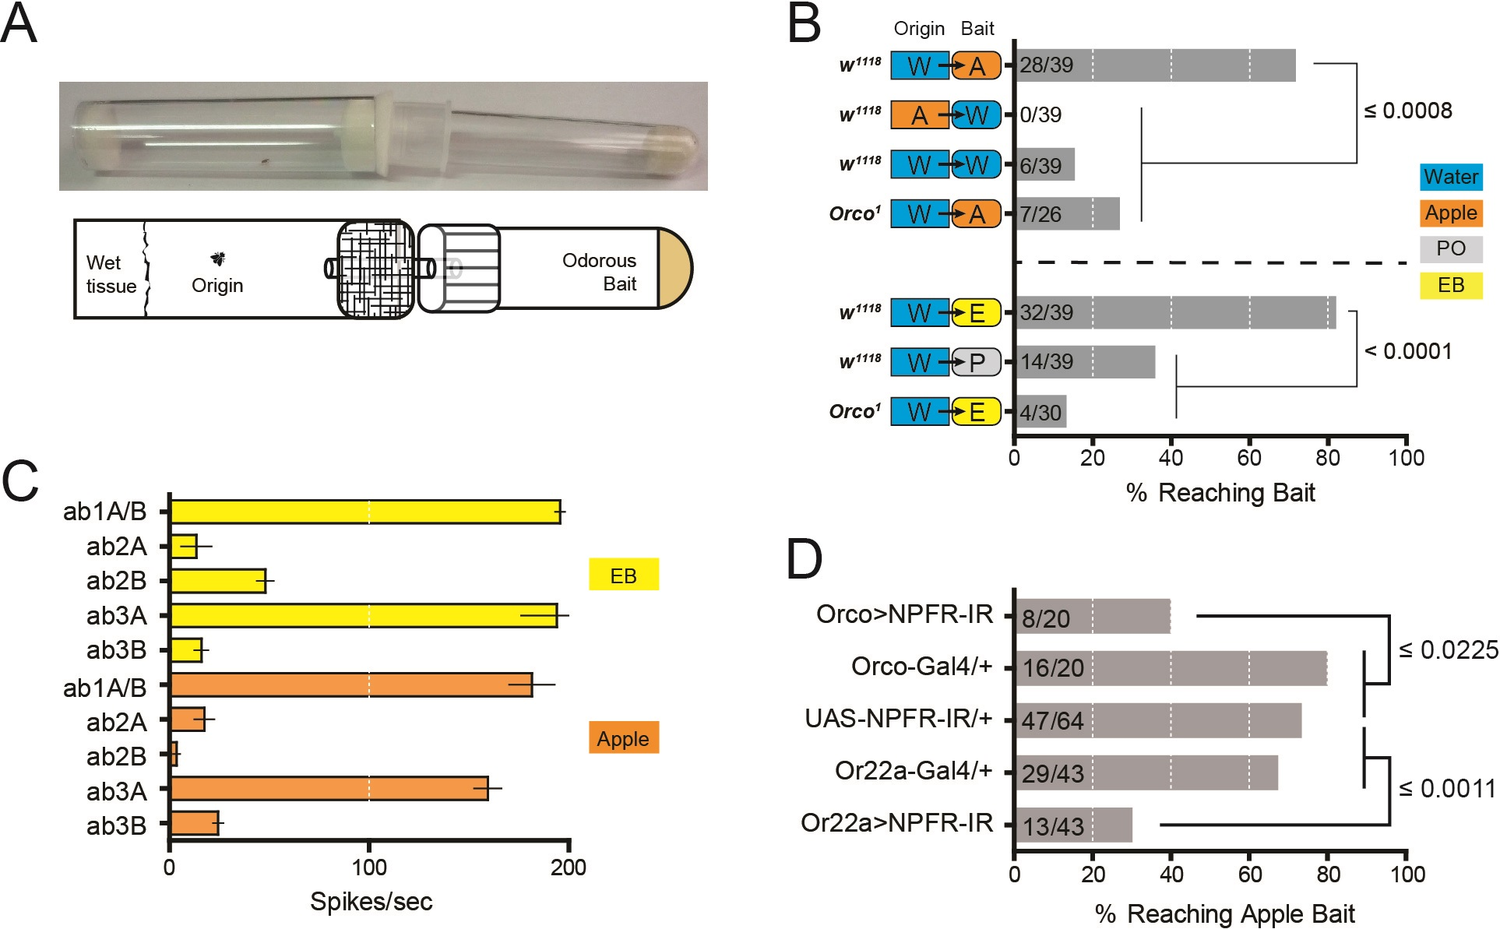 A
Wet
tissue
Origin
Odorous
Bait
B
Origin Bait
w1118 W A 28/39
w1118 A W 0/39
w1118 W W 6/39
Orco1 W A 7/26
≤ 0.0008
Water
Apple
PO
EB
w1118 W E 32/39
w1118 W P 14/39
Orco1 W E 4/30
< 0.0001
0 20 40 60 80 100
% Reaching Bait
C
ab1A/B
ab2A
ab2B
ab3A
ab3B
ab1A/B
ab2A
ab2B
ab3A
ab3B
EB
Apple
0 100 200
Spikes/sec
D
Orco>NPFR-IR 8/20
Orco-Gal4/+ 16/20
UAS-NPFR-IR/+ 47/64
Or22a-Gal4/+ 29/43
Or22a>NPFR-IR 13/43
≤ 0.0225
≤ 0.0011
0 20 40 60 80 100
% Reaching Apple Bait